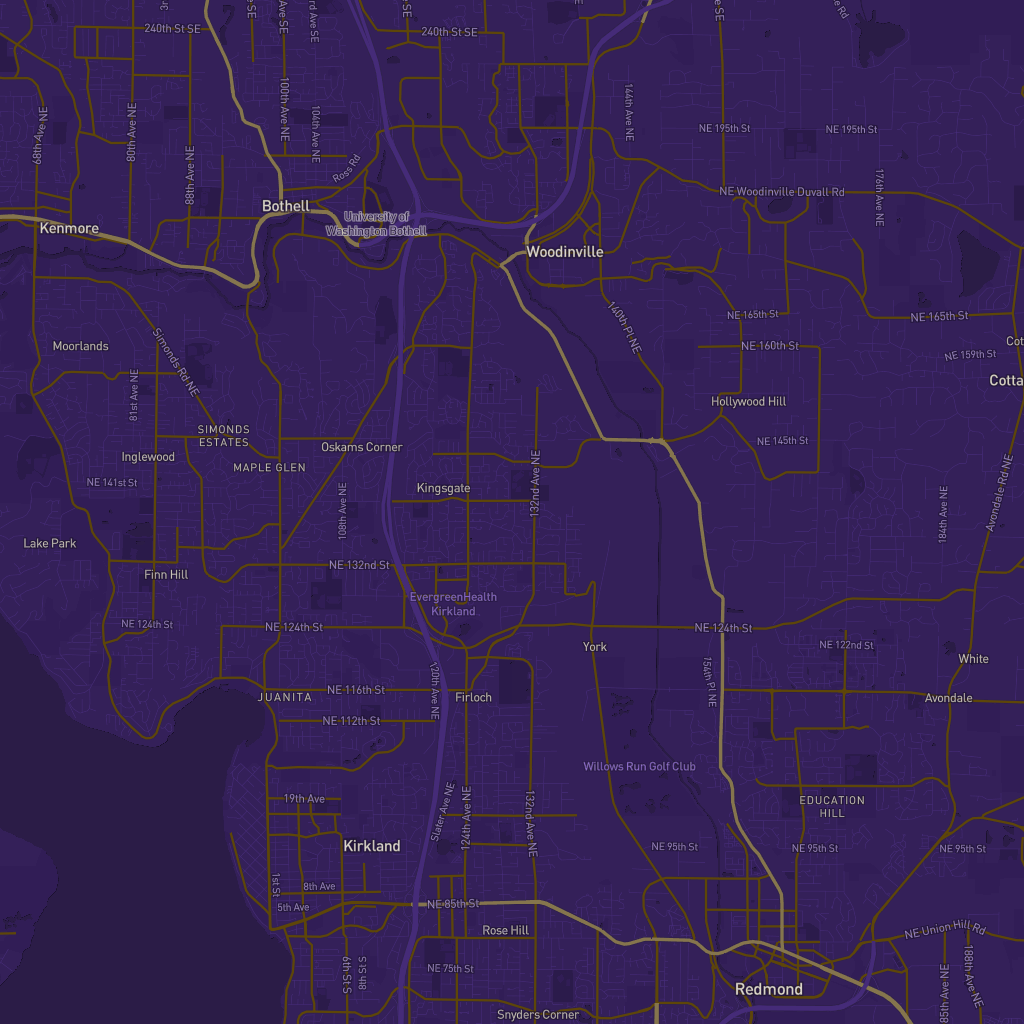 240th St SE
240th St SE
100th Ave NE
104th Ave NE
144th Ave NE
68th Ave NE
80th Ave NE
88th Ave NE
NE 195th St
NE 195th St
Ross Rd
176th Ave NE
NE Woodinville Duvall Rd
Bothell
University of
Washington Bothell
Kenmore
Woodinville
140th Pl NE
NE 165th St
NE 165th St
Simonds Rd NE
Moorlands
NE 160th St
NE 159th St
Cot
Cotta
81st Ave NE
Hollywood Hill
SIMONDS
ESTATES
NE 145th St
Oskams Corner
Inglewood
MAPLE GLEN
NE 141st St
Kingsgate
132nd Ave NE
108th Ave NE
184th Ave NE
Avondale Rd NE
Lake Park
NE 132nd St
Finn Hill
EvergreenHealth
Kirkland
NE 124th St
NE 124th St
NE 124th St
York
NE 122nd St
White
120th Ave NE
154th Pl NE
NE 116th St
JUANITA
Firloch
Avondale
NE 112th St
Willows Run Golf Club
19th Ave
Slater Ave NE
124th Ave NE
132nd Ave NE
EDUCATION
HILL
Kirkland
NE 95th St
NE 95th St
NE 95th St
1st St
8th Ave
5th Ave
NE 85th St
Rose Hill
NE Union Hill Rd
6th St S
8th St S
NE 75th St
188th Ave NE
85th Ave NE
Redmond
Snyders Corner